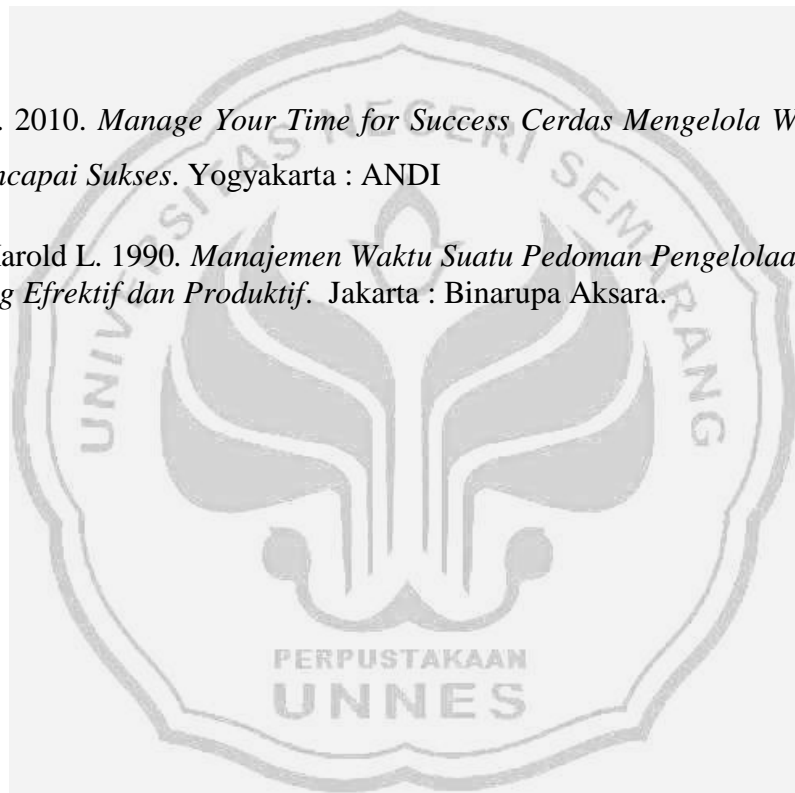 . 2010. Manage Your Time for Success Cerdas Mengelola W
ncapai Sukses. Yogyakarta : ANDI
arold L. 1990. Manajemen Waktu Suatu Pedoman Pengelolaa
g Efrektif dan Produktif. Jakarta : Binarupa Aksara.
UNIVERSITAS NEGERI SEMARANG
PERPUSTAKAAN
UNNES